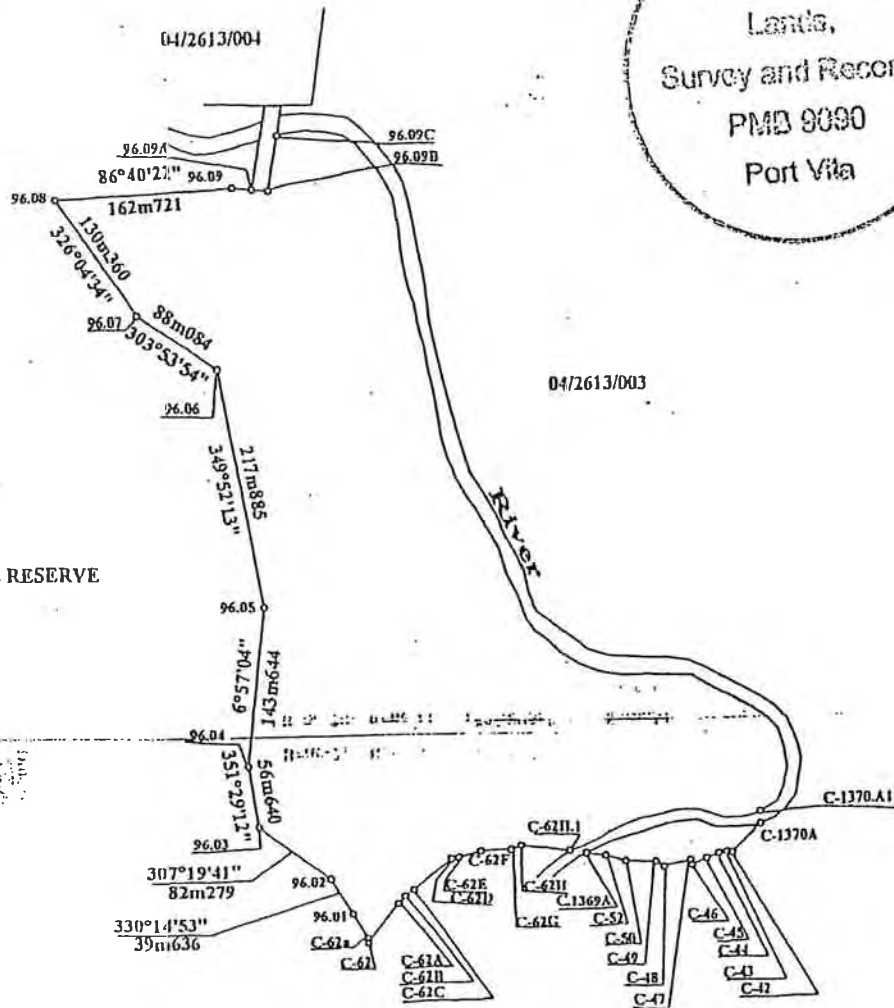 04/2613/004
Lands,
Survey and Recor
PMB 9090
Port Vila
96.09A
96.09C
96.09B
86°40'22"
96.09
96.08
162m721
130m360
326°04'34"
96.07
88m084
303°53'54"
04/2613/003
96.06
217m885
349°52'13"
River
RESERVE
96.05
6°57'04"
143m644
96.04
351°29'12"
56m640
96.03
C-1370.A1
C-1370A
307°19'41"
82m279
96.02
330°14'53"
39m636
96.01
C-62a
C-62
C-62A
C-62B
C-62C
C-62D
C-62E
C-62F
C-62G
C-62H
C-62H.1
C.1369A
C-52
C-50
C-49
C-48
C-47
C-46
C-45
C-44
C-43
C-42